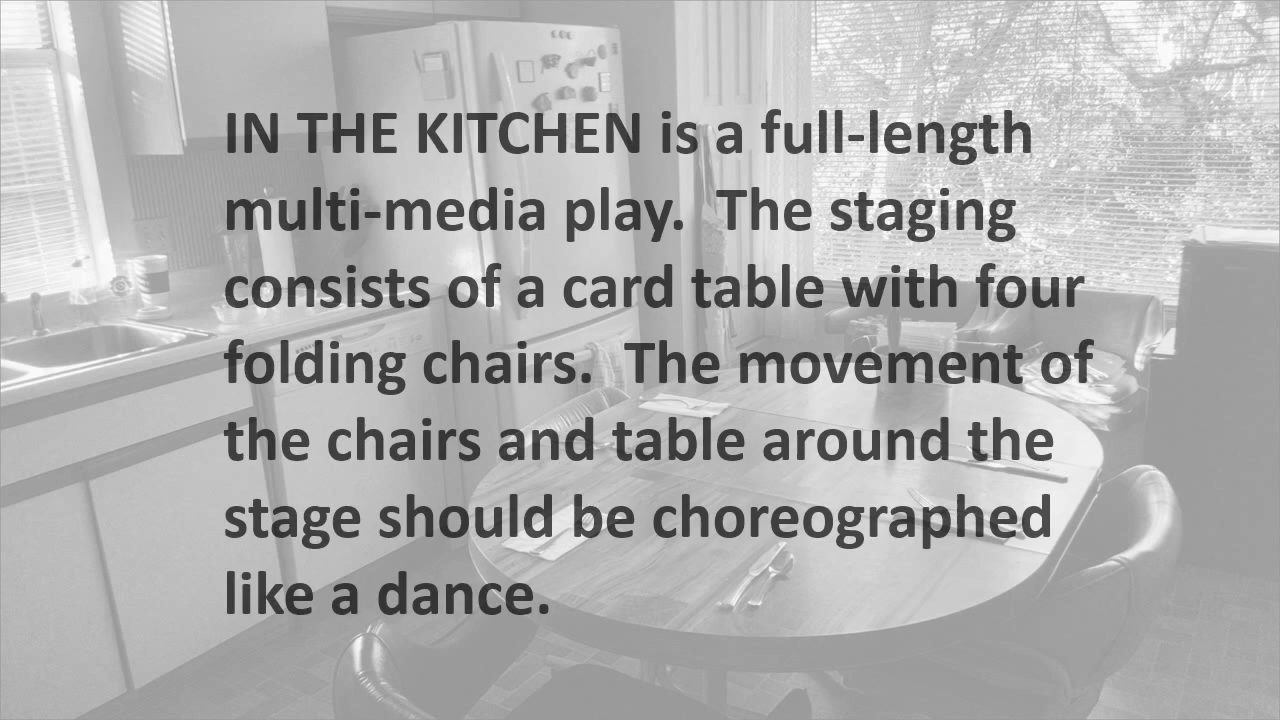 IN THE KITCHEN is a full-length
multi-media play.  The staging
consists of a card table with four
folding chairs.  The movement of
the chairs and table around the
stage should be choreographed
like a dance.